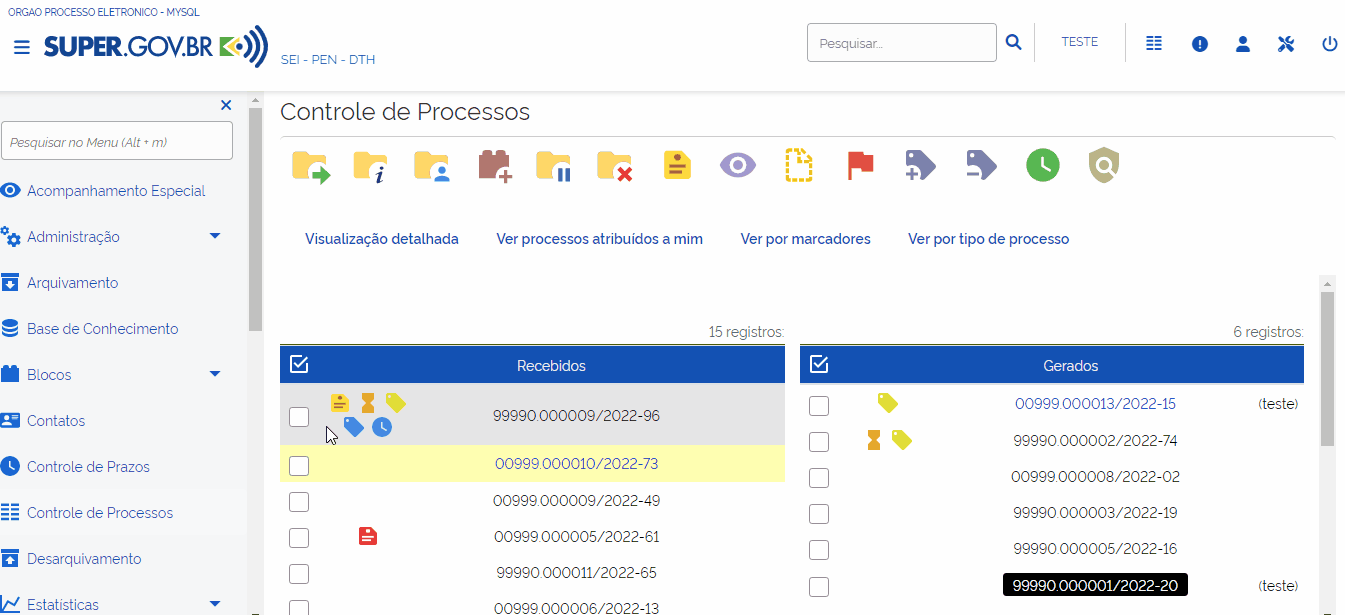 ORGAO PROCESSO ELETRONICO - MYSQL
SUPER.GOV.BR
SEI - PEN - DTH
Pesquisar...
TESTE
Pesquisar no Menu (Alt + m)
Acompanhamento Especial
Administração
Arquivamento
Base de Conhecimento
Blocos
Contatos
Controle de Prazos
Controle de Processos
Desarquivamento
Estatísticas
Controle de Processos
Visualização detalhada
Ver processos atribuídos a mim
Ver por marcadores
Ver por tipo de processo
15 registros:
Recebidos
99990.000009/2022-96
00999.000010/2022-73
00999.000009/2022-49
00999.000005/2022-61
99990.000011/2022-65
00999.000006/2022-13
6 registros:
Gerados
00999.000013/2022-15 (teste)
99990.000002/2022-74
00999.000008/2022-02
99990.000003/2022-19
99990.000005/2022-16
99990.000001/2022-20 (teste)